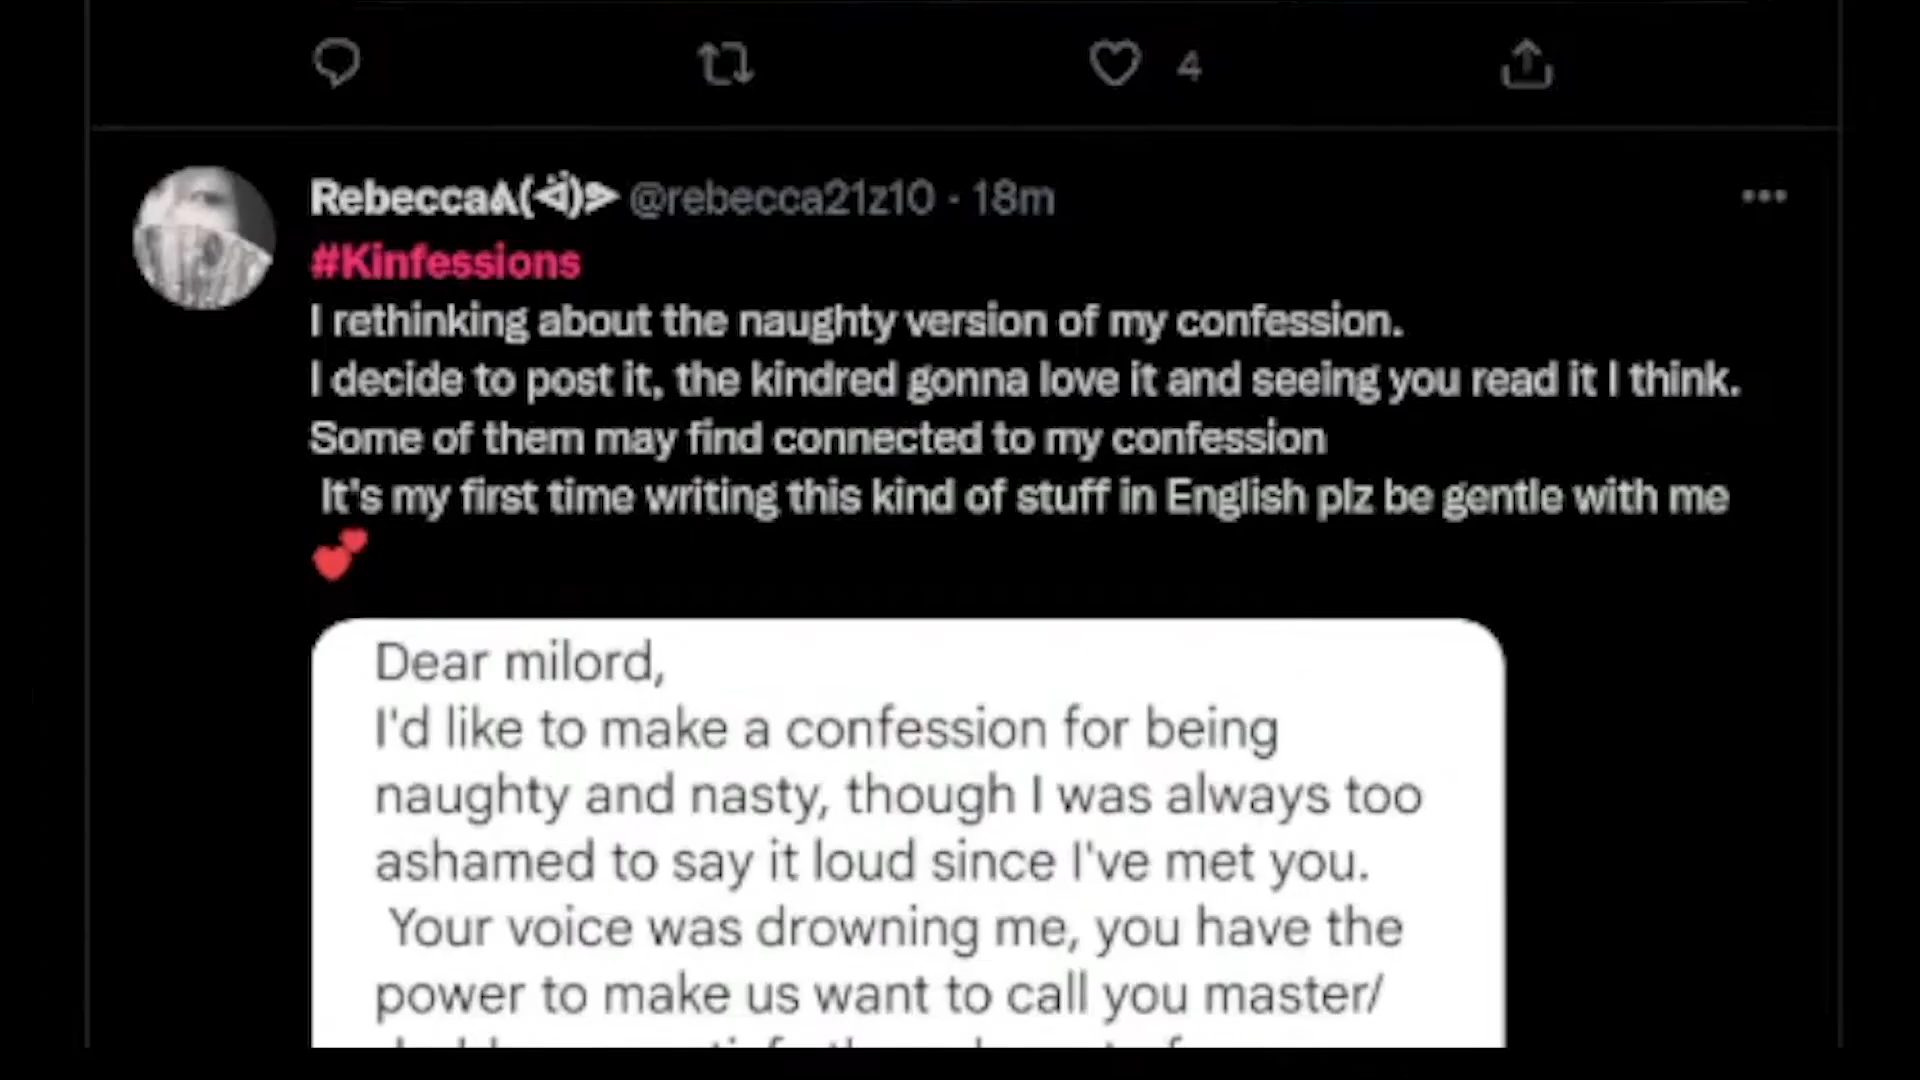 4
Rebecca @rebecca21z10 · 18m
#Kinfessions
I rethinking about the naughty version of my confession.
I decide to post it, the kindred gonna love it and seeing you read it I think.
Some of them may find connected to my confession
It's my first time writing this kind of stuff in English plz be gentle with me
💕
Dear milord,
I'd like to make a confession for being
naughty and nasty, though I was always too
ashamed to say it loud since I've met you.
Your voice was drowning me, you have the
power to make us want to call you master/